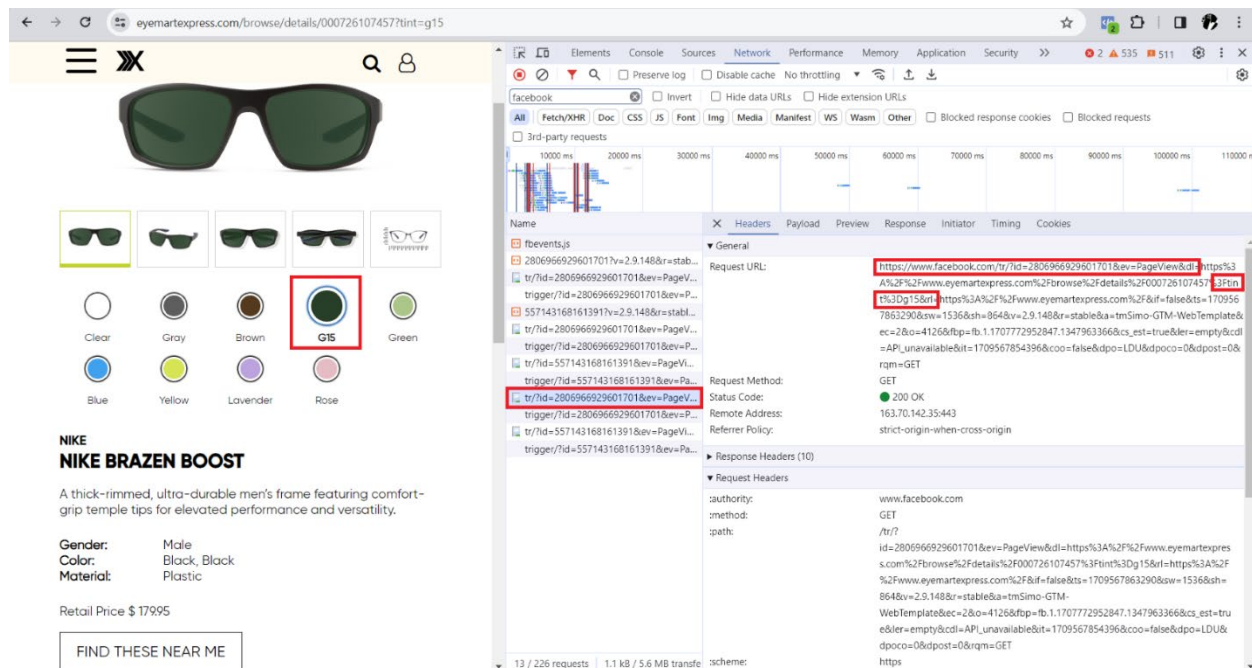 eyemartexpress.com/browse/details/000726107457?tint=g15
2
Elements Console Sources Network Performance Memory Application Security
2 535 511
Preserve log Disable cache No throttling
facebook Invert Hide data URLs Hide extension URLs
All Fetch/XHR Doc CSS JS Font Img Media Manifest WS Wasm Other Blocked response cookies Blocked requests
3rd-party requests
10000 ms 20000 ms 30000 ms 40000 ms 50000 ms 60000 ms 70000 ms 80000 ms 90000 ms 100000 ms 110000
Clear Gray Brown G15 Green
Blue Yellow Lavender Rose
NIKE
NIKE BRAZEN BOOST
A thick-rimmed, ultra-durable men's frame featuring comfort-
grip temple tips for elevated performance and versatility.
Gender: Male
Color: Black, Black
Material: Plastic
Retail Price $ 179.95
FIND THESE NEAR ME
Name
fbevents.js
2806966929601701?v=2.9.148&r=stab...
tr/?id=2806966929601701&ev=PageV...
trigger/?id=2806966929601701&ev=P...
557143168161391?v=2.9.148&r=stabl...
tr/?id=2806966929601701&ev=PageV...
trigger/?id=2806966929601701&ev=P...
tr/?id=557143168161391&ev=PageVi...
trigger/?id=557143168161391&ev=Pa...
tr/?id=2806966929601701&ev=PageV...
trigger/?id=2806966929601701&ev=P...
tr/?id=557143168161391&ev=PageVi...
trigger/?id=557143168161391&ev=Pa...
13 / 226 requests 1.1 kB / 5.6 MB transfe
Headers Payload Preview Response Initiator Timing Cookies
General
Request URL: https://www.facebook.com/tr/?id=2806966929601701&ev=PageView&dl=https%3
A%2F%2Fwww.eyemartexpress.com%2Fbrowse%2Fdetails%2F000726107457%3Ftin
t%3Dg15&rl=https%3A%2F%2Fwww.eyemartexpress.com%2F&if=false&ts=170956
7863290&sw=1536&sh=864&v=2.9.148&r=stable&a=tmSimo-GTM-WebTemplate&
ec=2&o=4126&fbp=fb.1.1707772952847.1347963366&cs_est=true&ler=empty&cdl
=API_unavailable&it=1709567854396&coo=false&dpo=LDU&dpoco=0&dpost=0&
rqm=GET
Request Method: GET
Status Code: 200 OK
Remote Address: 163.70.142.35:443
Referrer Policy: strict-origin-when-cross-origin
Response Headers (10)
Request Headers
:authority: www.facebook.com
:method: GET
:path: /tr/?
id=2806966929601701&ev=PageView&dl=https%3A%2F%2Fwww.eyemartexpres
s.com%2Fbrowse%2Fdetails%2F000726107457%3Ftint%3Dg15&rl=https%3A%2F
%2Fwww.eyemartexpress.com%2F&if=false&ts=1709567863290&sw=1536&sh=
864&v=2.9.148&r=stable&a=tmSimo-GTM-
WebTemplate&ec=2&o=4126&fbp=fb.1.1707772952847.1347963366&cs_est=tru
e&ler=empty&cdl=API_unavailable&it=1709567854396&coo=false&dpo=LDU&
dpoco=0&dpost=0&rqm=GET
:scheme: https